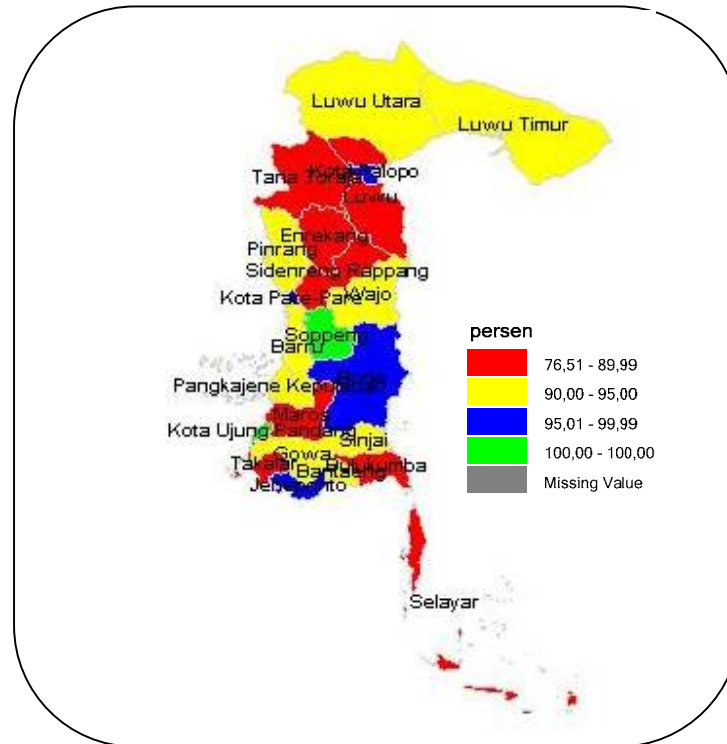 Luwu Utara
Luwu Timur
Kota Palopo
Tana Toraja
Luwu
Enrekang
Pinrang
Sidenreng Rappang
Kota Pare-Pare
Wajo
Soppeng
Barru
Bone
Pangkajene Kepulauan
Maros
Kota Ujung Pandang
Sinjai
Gowa
Takalar
Bulukumba
Bantaeng
Jeneponto
Selayar
persen
76,51 - 89,99
90,00 - 95,00
95,01 - 99,99
100,00 - 100,00
Missing Value